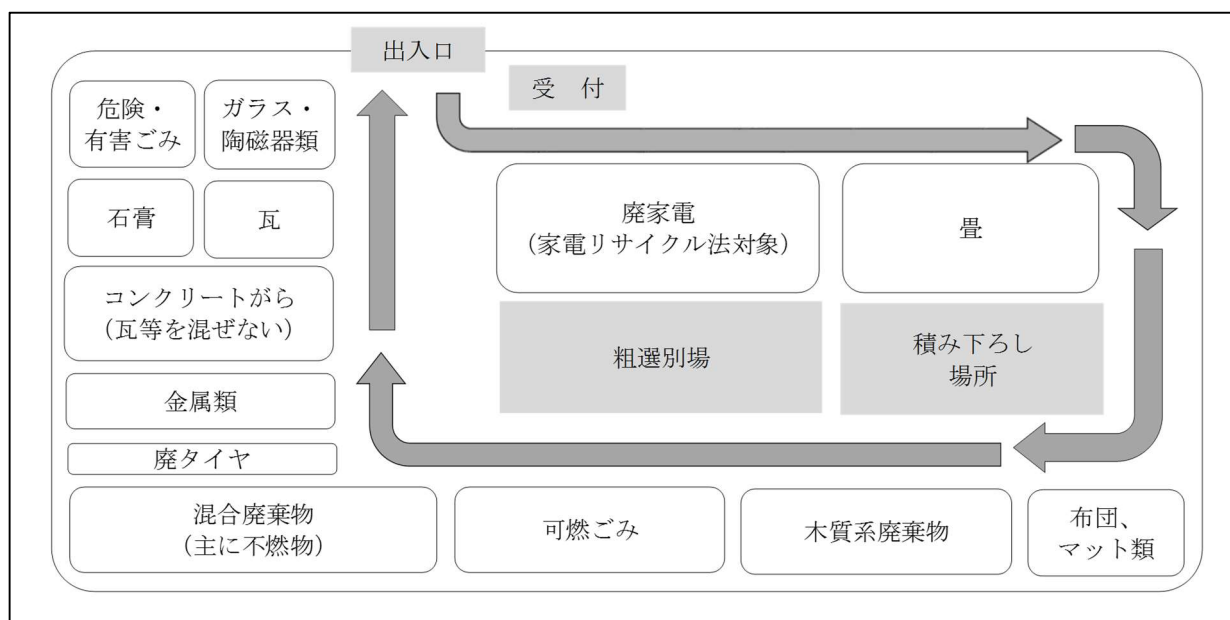 出入口
受　付
危険・
有害ごみ
ガラス・
陶磁器類
石膏
瓦
廃家電
（家電リサイクル法対象）
畳
コンクリートがら
（瓦等を混ぜない）
粗選別場
積み下ろし
場所
金属類
廃タイヤ
混合廃棄物
（主に不燃物）
可燃ごみ
木質系廃棄物
布団、
マット類